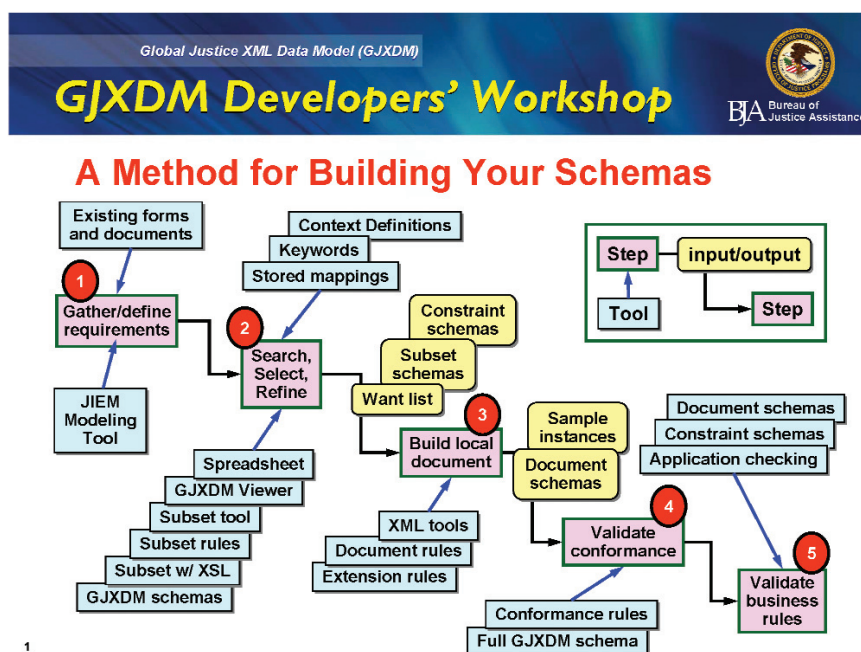 Global Justice XML Data Model (GJXDM)
GJXDM Developers' Workshop
BJA Bureau of
Justice Assistance
A Method for Building Your Schemas
Existing forms
and documents
1
Gather/define
requirements
JIEM
Modeling
Tool
Context Definitions
Keywords
Stored mappings
2
Search,
Select,
Refine
Spreadsheet
GJXDM Viewer
Subset tool
Subset rules
Subset w/ XSL
GJXDM schemas
Constraint
schemas
Subset
schemas
Want list
3
Build local
document
XML tools
Document rules
Extension rules
Sample
instances
Document
schemas
4
Validate
conformance
Conformance rules
Full GJXDM schema
Document schemas
Constraint schemas
Application checking
5
Validate
business
rules
Step
input/output
Tool
Step
1